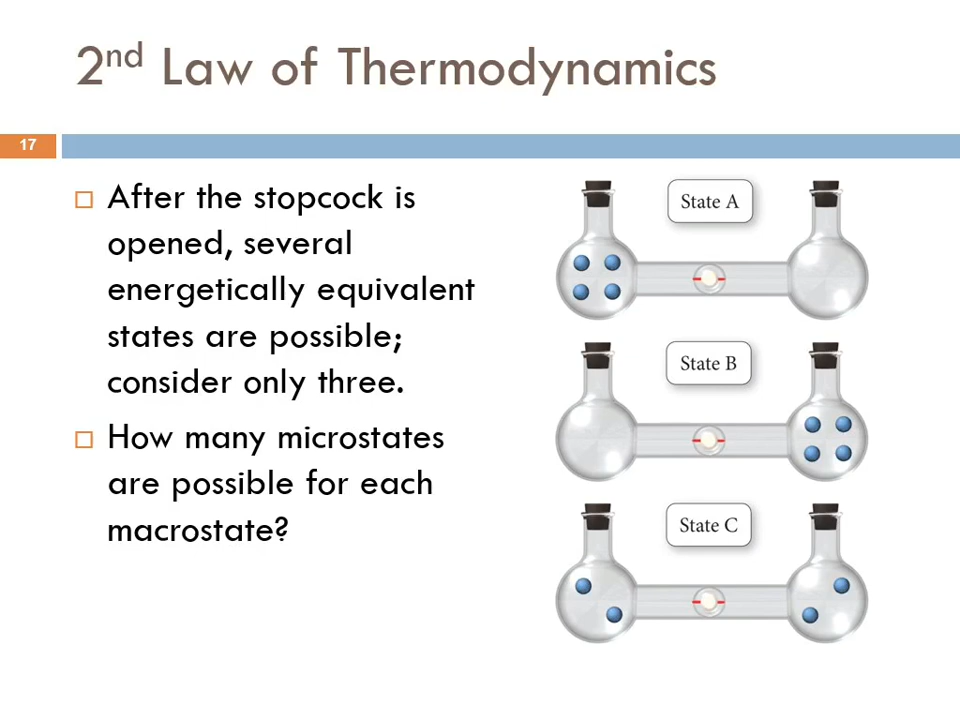 2nd Law of Thermodynamics
17
After the stopcock is
opened, several
energetically equivalent
states are possible;
consider only three.
How many microstates
are possible for each
macrostate?
State A
State B
State C